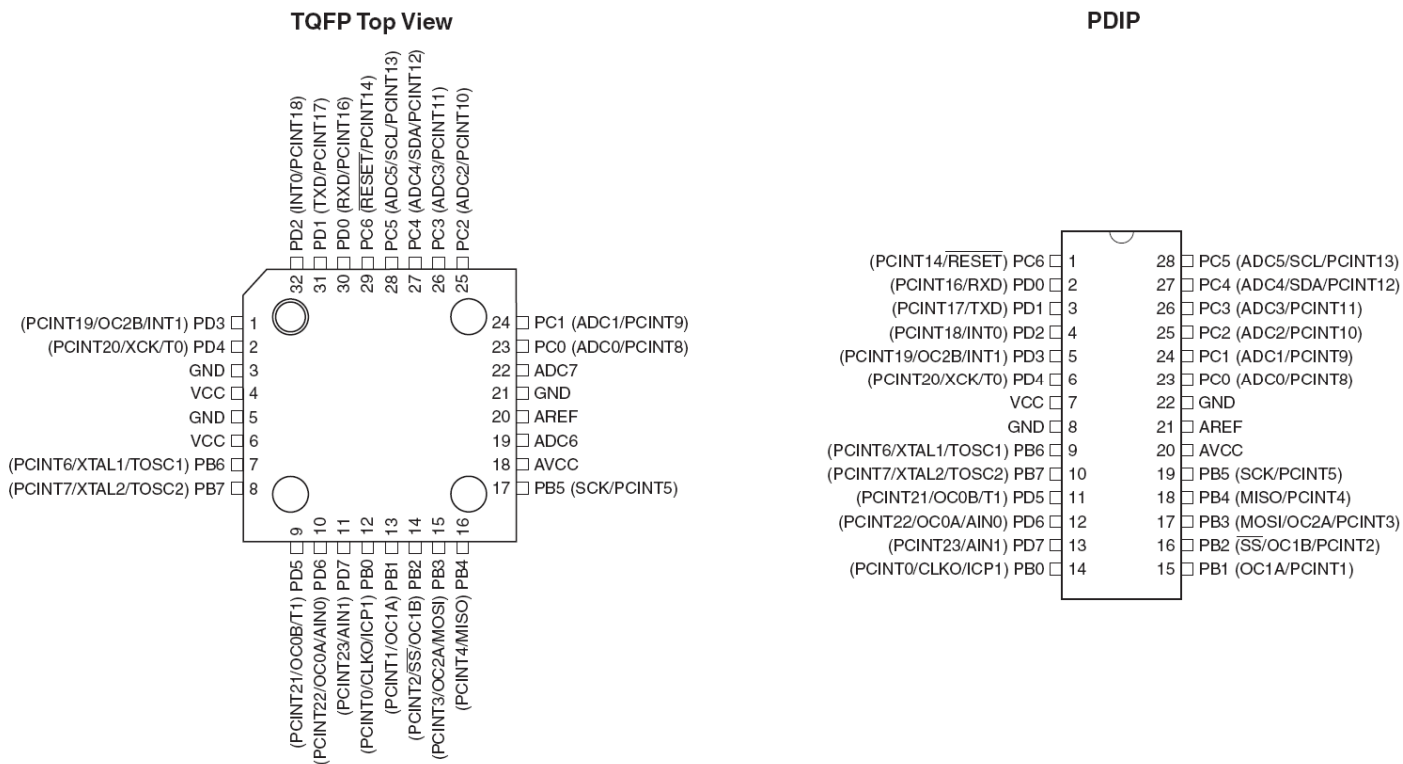 TQFP Top View
PD2 (INT0/PCINT18)
PD1 (TXD/PCINT17)
PD0 (RXD/PCINT16)
PC6 (RESET/PCINT14)
PC5 (ADC5/SCL/PCINT13)
PC4 (ADC4/SDA/PCINT12)
PC3 (ADC3/PCINT11)
PC2 (ADC2/PCINT10)
32
31
30
29
28
27
26
25
(PCINT19/OC2B/INT1) PD3 1
(PCINT20/XCK/T0) PD4 2
GND 3
VCC 4
GND 5
VCC 6
(PCINT6/XTAL1/TOSC1) PB6 7
(PCINT7/XTAL2/TOSC2) PB7 8
24 PC1 (ADC1/PCINT9)
23 PC0 (ADC0/PCINT8)
22 ADC7
21 GND
20 AREF
19 ADC6
18 AVCC
17 PB5 (SCK/PCINT5)
9
10
11
12
13
14
15
16
(PCINT21/OC0B/T1) PD5
(PCINT22/OC0A/AIN0) PD6
(PCINT23/AIN1) PD7
(PCINT0/CLKO/ICP1) PB0
(PCINT1/OC1A) PB1
(PCINT2/SS/OC1B) PB2
(PCINT3/OC2A/MOSI) PB3
(PCINT4/MISO) PB4
PDIP
(PCINT14/RESET) PC6 1
(PCINT16/RXD) PD0 2
(PCINT17/TXD) PD1 3
(PCINT18/INT0) PD2 4
(PCINT19/OC2B/INT1) PD3 5
(PCINT20/XCK/T0) PD4 6
VCC 7
GND 8
(PCINT6/XTAL1/TOSC1) PB6 9
(PCINT7/XTAL2/TOSC2) PB7 10
(PCINT21/OC0B/T1) PD5 11
(PCINT22/OC0A/AIN0) PD6 12
(PCINT23/AIN1) PD7 13
(PCINT0/CLKO/ICP1) PB0 14
28 PC5 (ADC5/SCL/PCINT13)
27 PC4 (ADC4/SDA/PCINT12)
26 PC3 (ADC3/PCINT11)
25 PC2 (ADC2/PCINT10)
24 PC1 (ADC1/PCINT9)
23 PC0 (ADC0/PCINT8)
22 GND
21 AREF
20 AVCC
19 PB5 (SCK/PCINT5)
18 PB4 (MISO/PCINT4)
17 PB3 (MOSI/OC2A/PCINT3)
16 PB2 (SS/OC1B/PCINT2)
15 PB1 (OC1A/PCINT1)